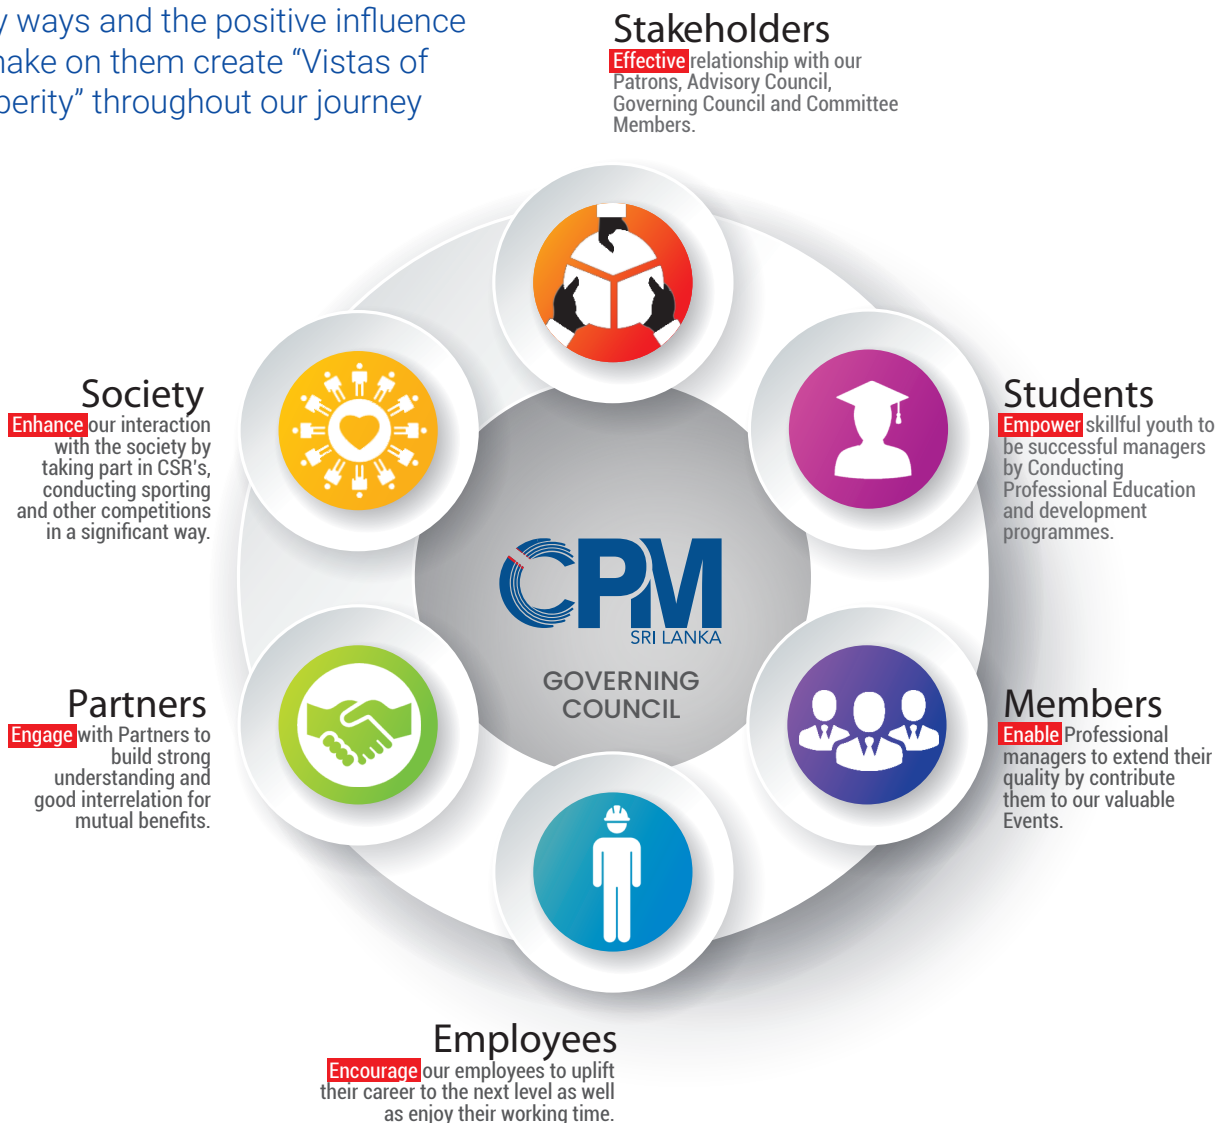 y ways and the positive influence
make on them create “Vistas of
perity” throughout our journey
Stakeholders
Effective relationship with our
Patrons, Advisory Council,
Governing Council and Committee
Members.
Society
Enhance our interaction
with the society by
taking part in CSR's,
conducting sporting
and other competitions
in a significant way.
Students
Empower skillful youth to
be successful managers
by Conducting
Professional Education
and development
programmes.
CPM
SRI LANKA
GOVERNING
COUNCIL
Partners
Engage with Partners to
build strong
understanding and
good interrelation for
mutual benefits.
Members
Enable Professional
managers to extend their
quality by contribute
them to our valuable
Events.
Employees
Encourage our employees to uplift
their career to the next level as well
as enjoy their working time.